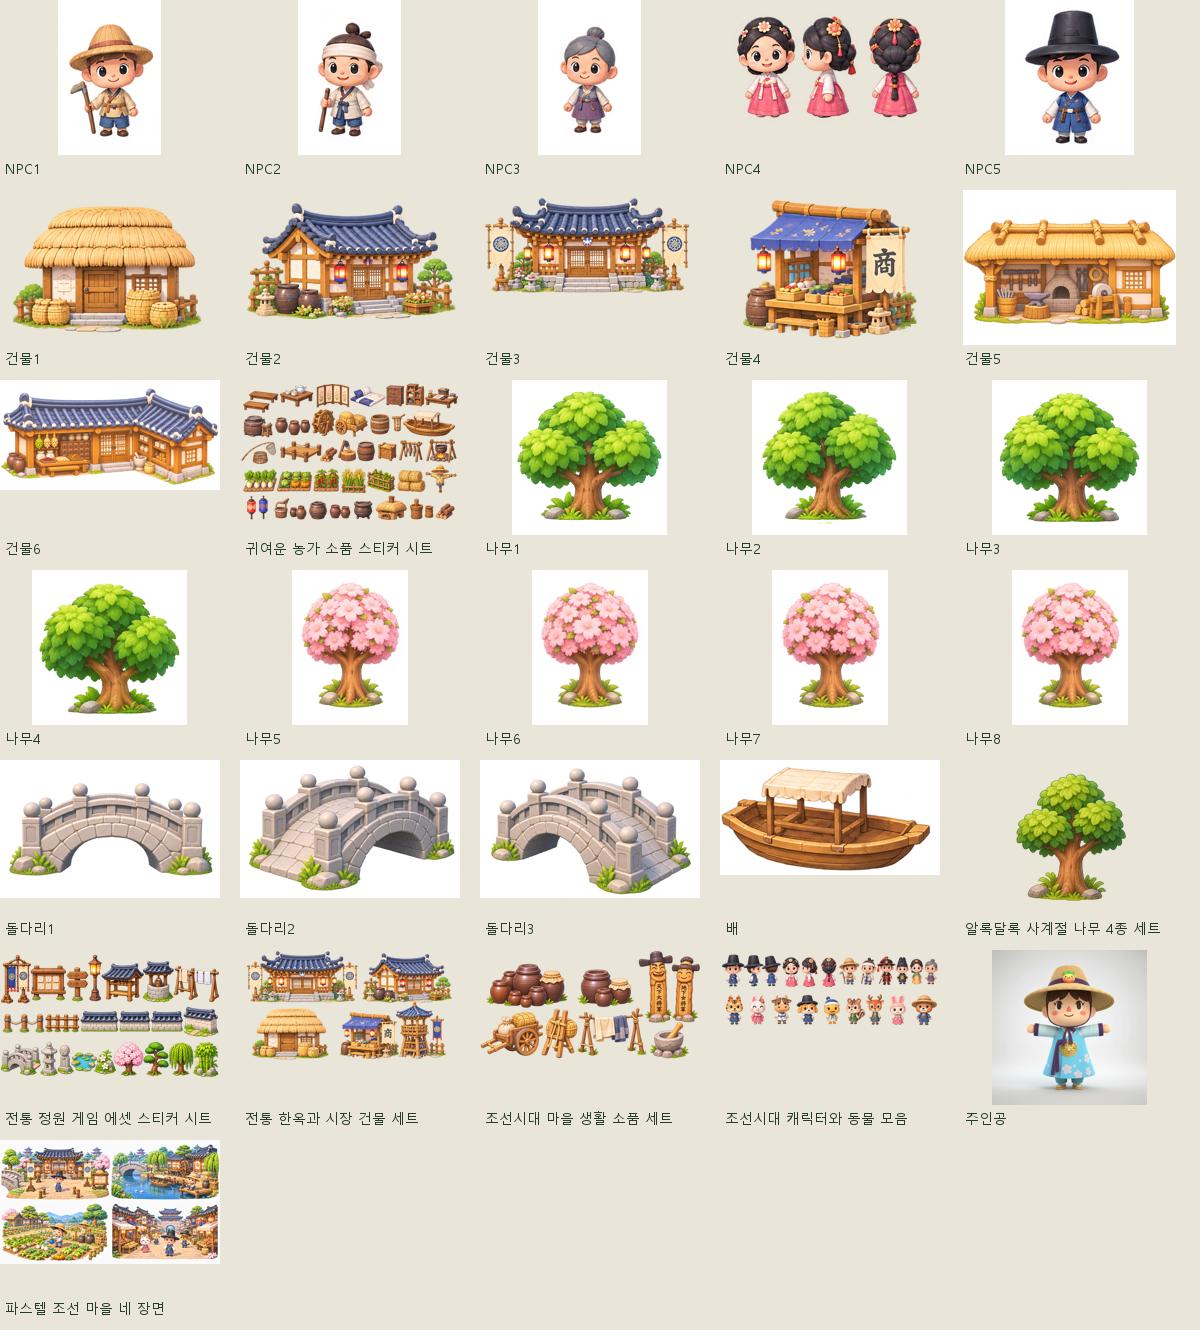 NPC1
NPC2
NPC3
NPC4
NPC5
商
건물1
건물2
건물3
건물4
건물5
건물6
귀여운 농가 소품 스티커 시트
나무1
나무2
나무3
나무4
나무5
나무6
나무7
나무8
돌다리1
돌다리2
돌다리3
배
알록달록 사계절 나무 4종 세트
商
전통 정원 게임 에셋 스티커 시트
전통 한옥과 시장 건물 세트
조선시대 마을 생활 소품 세트
조선시대 캐릭터와 동물 모음
주인공
파스텔 조선 마을 네 장면